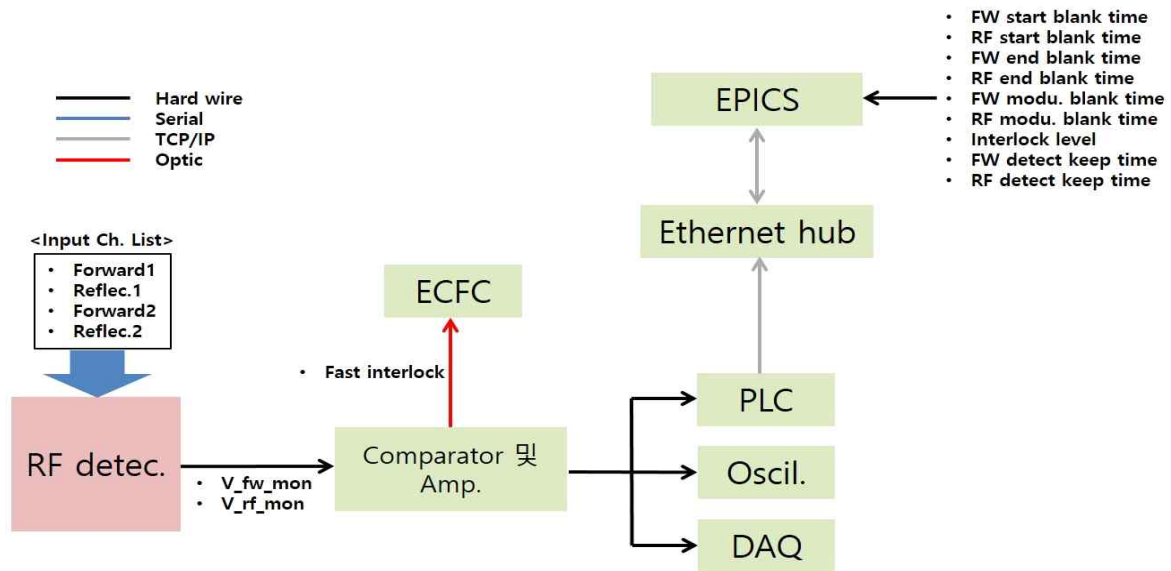 Hard wire
Serial
TCP/IP
Optic
• FW start blank time
• RF start blank time
• FW end blank time
• RF end blank time
• FW modu. blank time
• RF modu. blank time
• Interlock level
• FW detect keep time
• RF detect keep time
EPICS
Ethernet hub
<Input Ch. List>
• Forward1
• Reflec.1
• Forward2
• Reflec.2
ECFC
• Fast interlock
RF detec.
• V_fw_mon
• V_rf_mon
Comparator 및
Amp.
PLC
Oscil.
DAQ